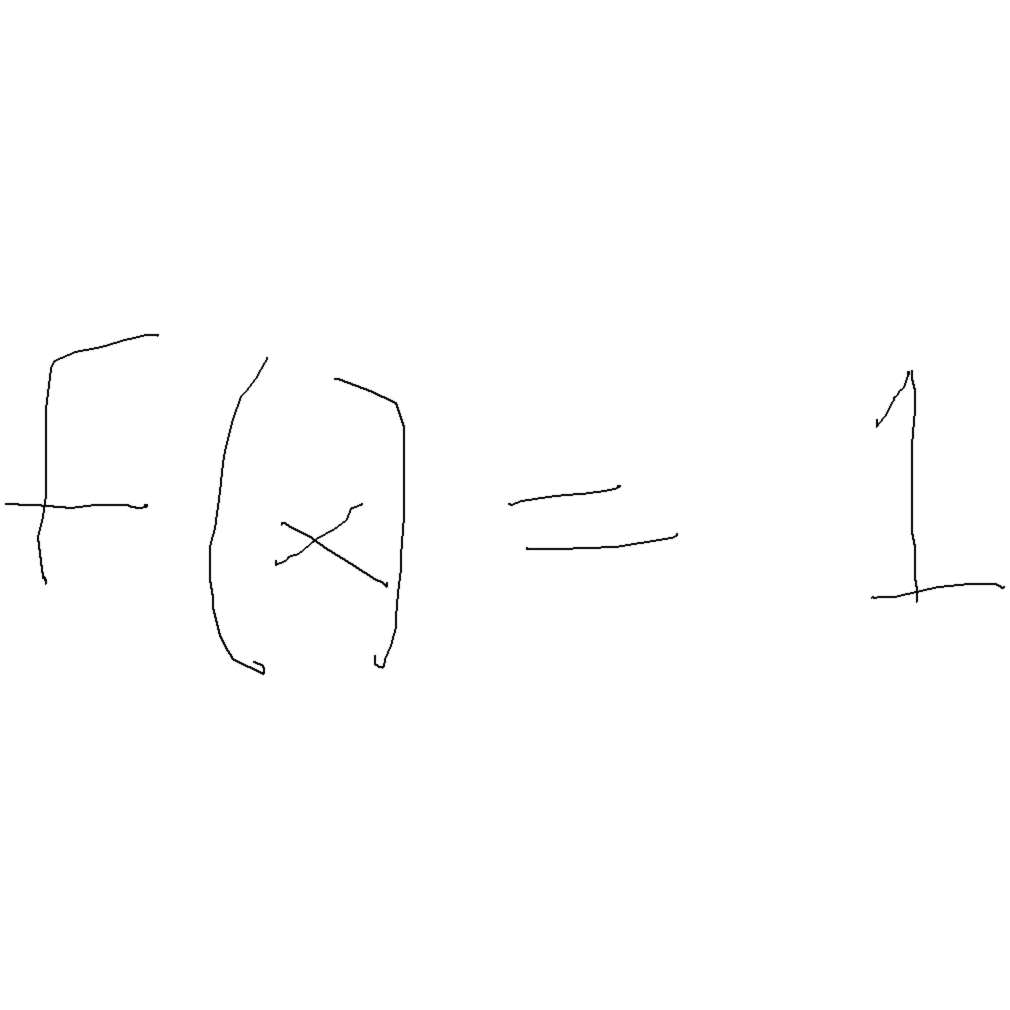 f(x) = 1